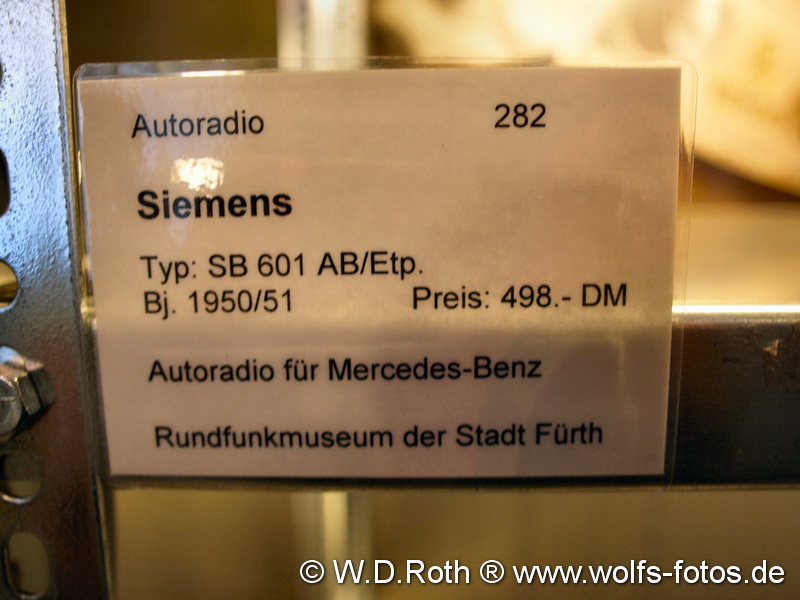 Autoradio 282
Siemens
Typ: SB 601 AB/Etp.
Bj. 1950/51 Preis: 498.- DM
Autoradio für Mercedes-Benz
Rundfunkmuseum der Stadt Fürth
© W.D.Roth ® www.wolfs-fotos.de